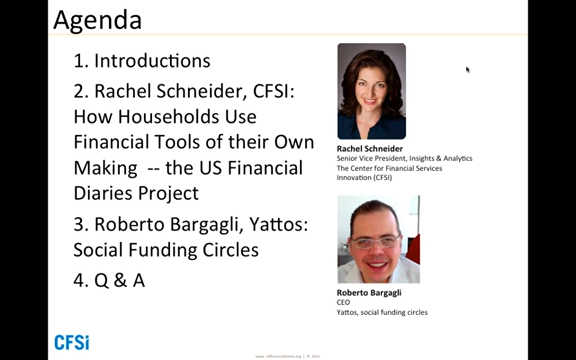 Agenda
1. Introductions
2. Rachel Schneider, CFSI:
How Households Use
Financial Tools of their Own
Making -- the US Financial
Diaries Project
3. Roberto Bargagli, Yattos:
Social Funding Circles
4. Q & A
Rachel Schneider
Senior Vice President, Insights & Analytics
The Center for Financial Services
Innovation (CFSI)
Roberto Bargagli
CEO
Yattos, social funding circles
CFSi